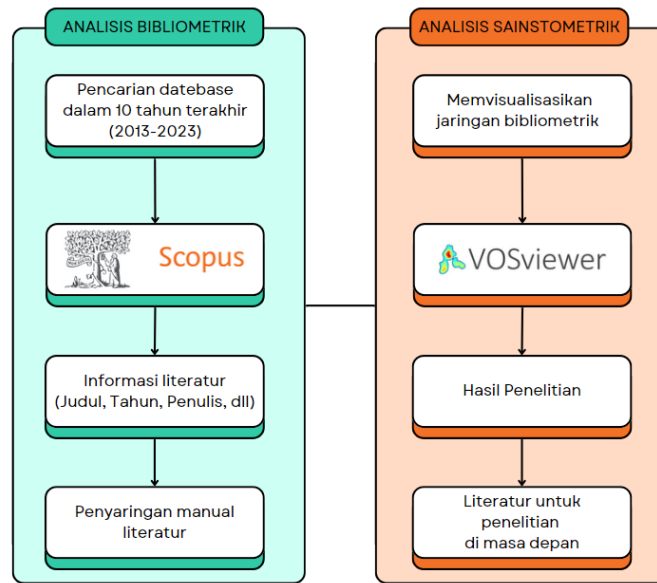 ANALISIS BIBLIOMETRIK
Pencarian datebase
dalam 10 tahun terakhir
(2013-2023)
Scopus
Informasi literatur
(Judul, Tahun, Penulis, dll)
Penyaringan manual
literatur
ANALISIS SAINSTOMETRIK
Memvisualisasikan
jaringan bibliometrik
VOSviewer
Hasil Penelitian
Literatur untuk
penelitian
di masa depan